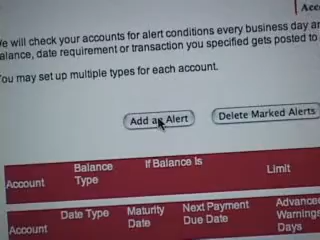 Acc
We will check your accounts for alert conditions every business day an
alance, date requirement or transaction you specified gets posted to
You may set up multiple types for each account.
Add an Alert
Delete Marked Alerts
Account Balance Type If Balance Is Limit
Account Date Type Maturity Date Next Payment Due Date Advanced Warnings Days